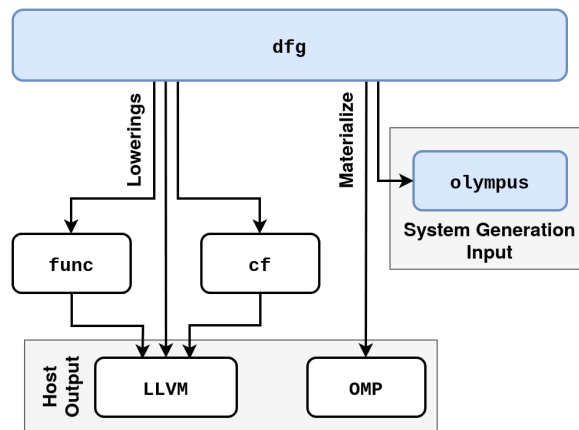 dfg
Lowerings
Materialize
olympus
System Generation
Input
func
cf
Host
Output
LLVM
OMP